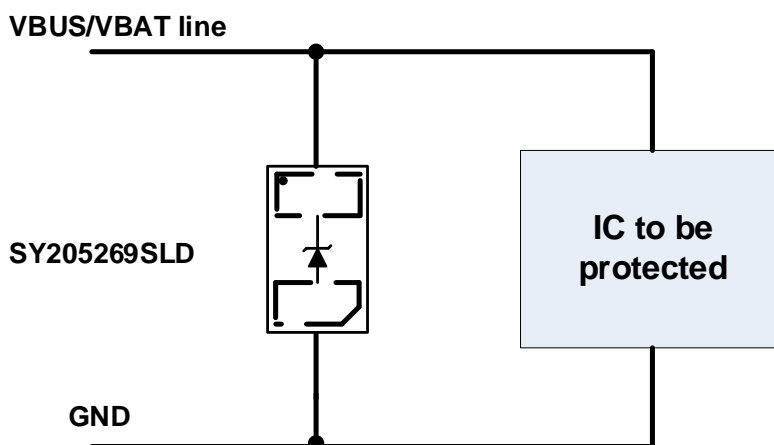 VBUS/VBAT line
SY205269SLD
IC to be
protected
GND